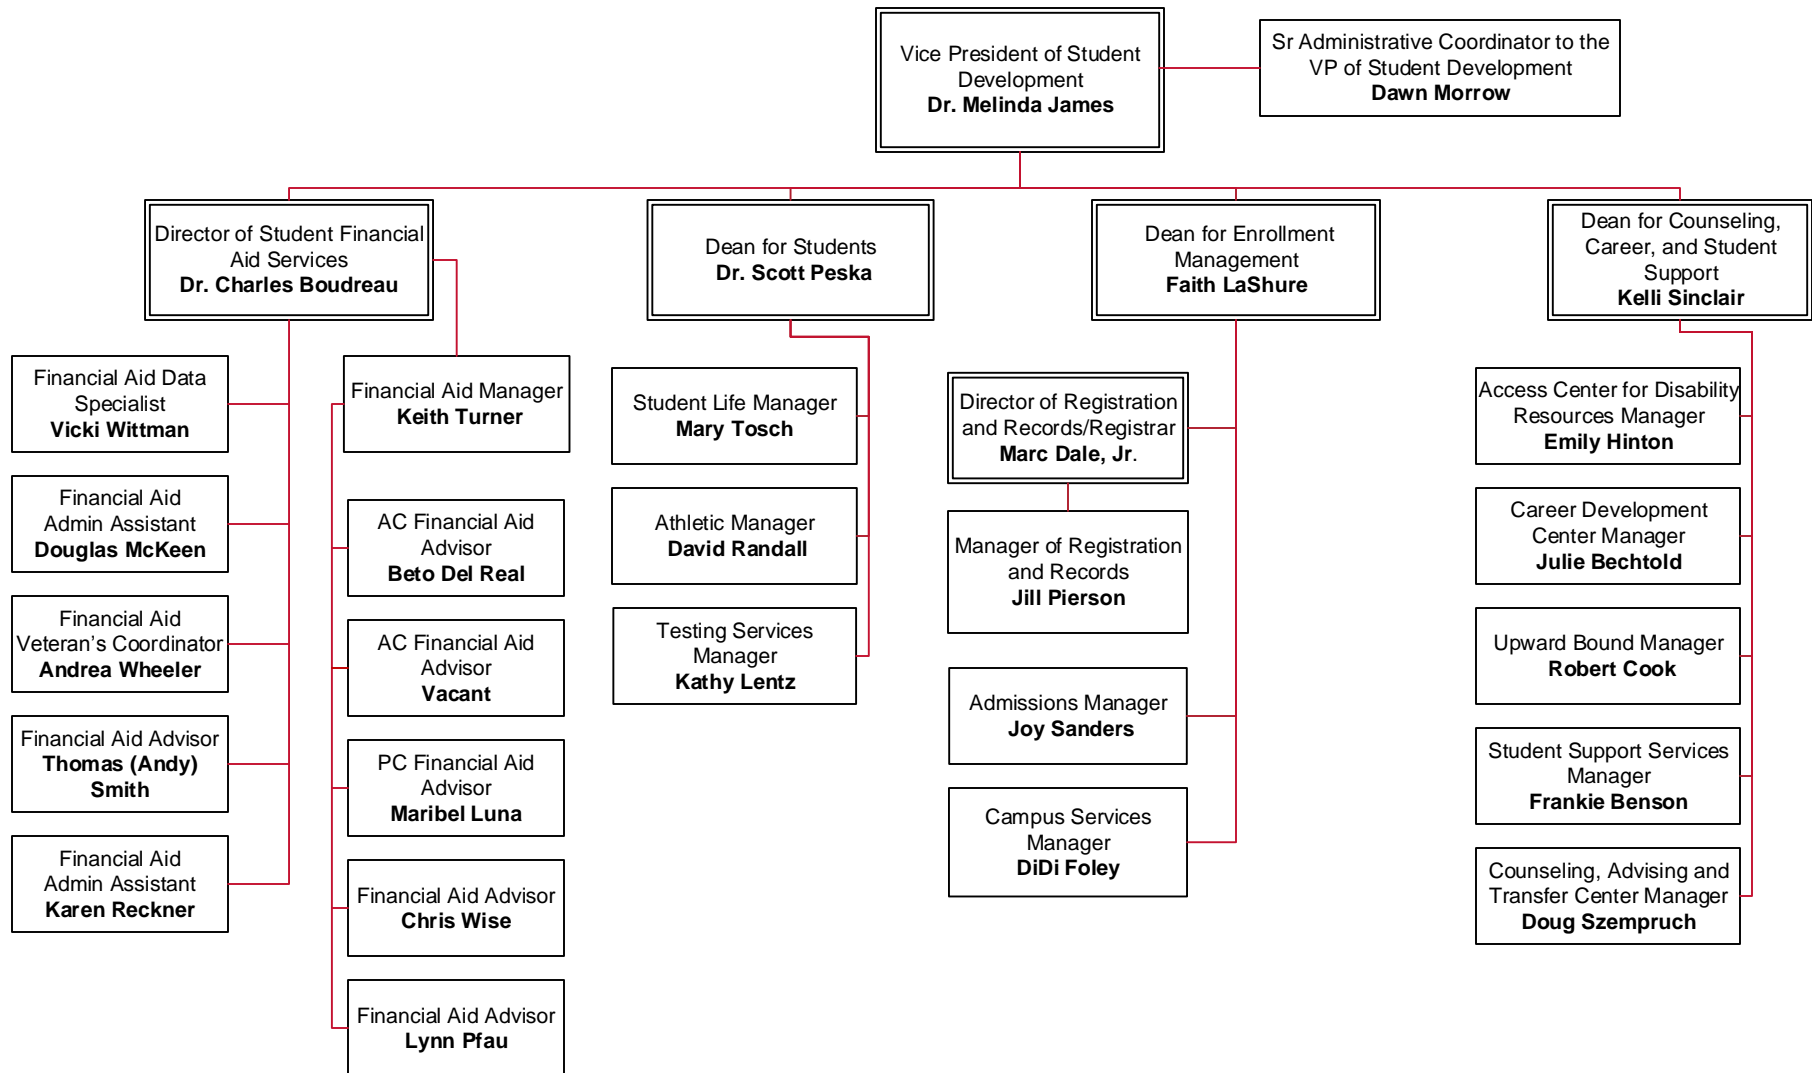 Vice President of Student
Development
Dr. Melinda James
Sr Administrative Coordinator to the
VP of Student Development
Dawn Morrow
Director of Student Financial
Aid Services
Dr. Charles Boudreau
Dean for Students
Dr. Scott Peska
Dean for Enrollment
Management
Faith LaShure
Dean for Counseling,
Career, and Student
Support
Kelli Sinclair
Financial Aid Data
Specialist
Vicki Wittman
Financial Aid
Admin Assistant
Douglas McKeen
Financial Aid
Veteran’s Coordinator
Andrea Wheeler
Financial Aid Advisor
Thomas (Andy)
Smith
Financial Aid
Admin Assistant
Karen Reckner
Financial Aid Manager
Keith Turner
AC Financial Aid
Advisor
Beto Del Real
AC Financial Aid
Advisor
Vacant
PC Financial Aid
Advisor
Maribel Luna
Financial Aid Advisor
Chris Wise
Financial Aid Advisor
Lynn Pfau
Student Life Manager
Mary Tosch
Athletic Manager
David Randall
Testing Services
Manager
Kathy Lentz
Director of Registration
and Records/Registrar
Marc Dale, Jr.
Manager of Registration
and Records
Jill Pierson
Admissions Manager
Joy Sanders
Campus Services
Manager
DiDi Foley
Access Center for Disability
Resources Manager
Emily Hinton
Career Development
Center Manager
Julie Bechtold
Upward Bound Manager
Robert Cook
Student Support Services
Manager
Frankie Benson
Counseling, Advising and
Transfer Center Manager
Doug Szempruch